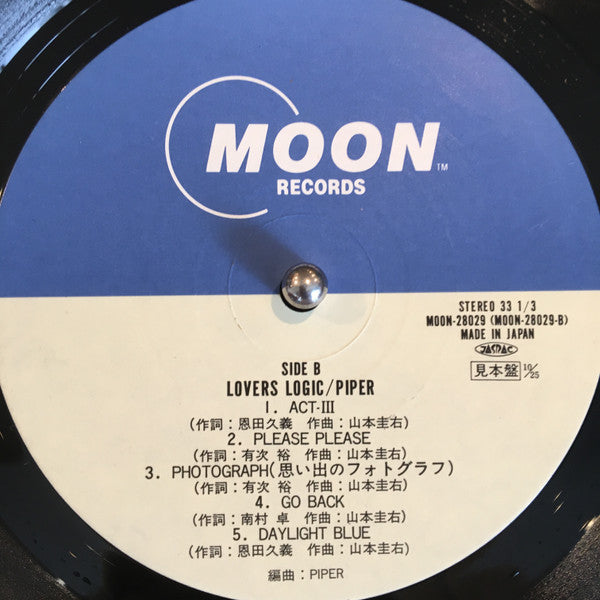 MOON™
RECORDS
STEREO 33 1/3
MOON-28029 (MOON-28029-B)
MADE IN JAPAN
JASRAC
見本盤 10/25
SIDE B
LOVERS LOGIC/PIPER
1. ACT-III
(作詞：恩田久義 作曲：山本圭右)
2. PLEASE PLEASE
(作詞：有次 裕 作曲：山本圭右)
3. PHOTOGRAPH(思い出のフォトグラフ)
(作詞：有次 裕 作曲：山本圭右)
4. GO BACK
(作詞：南村 卓 作曲：山本圭右)
5. DAYLIGHT BLUE
(作詞：恩田久義 作曲：山本圭右)
編曲：PIPER